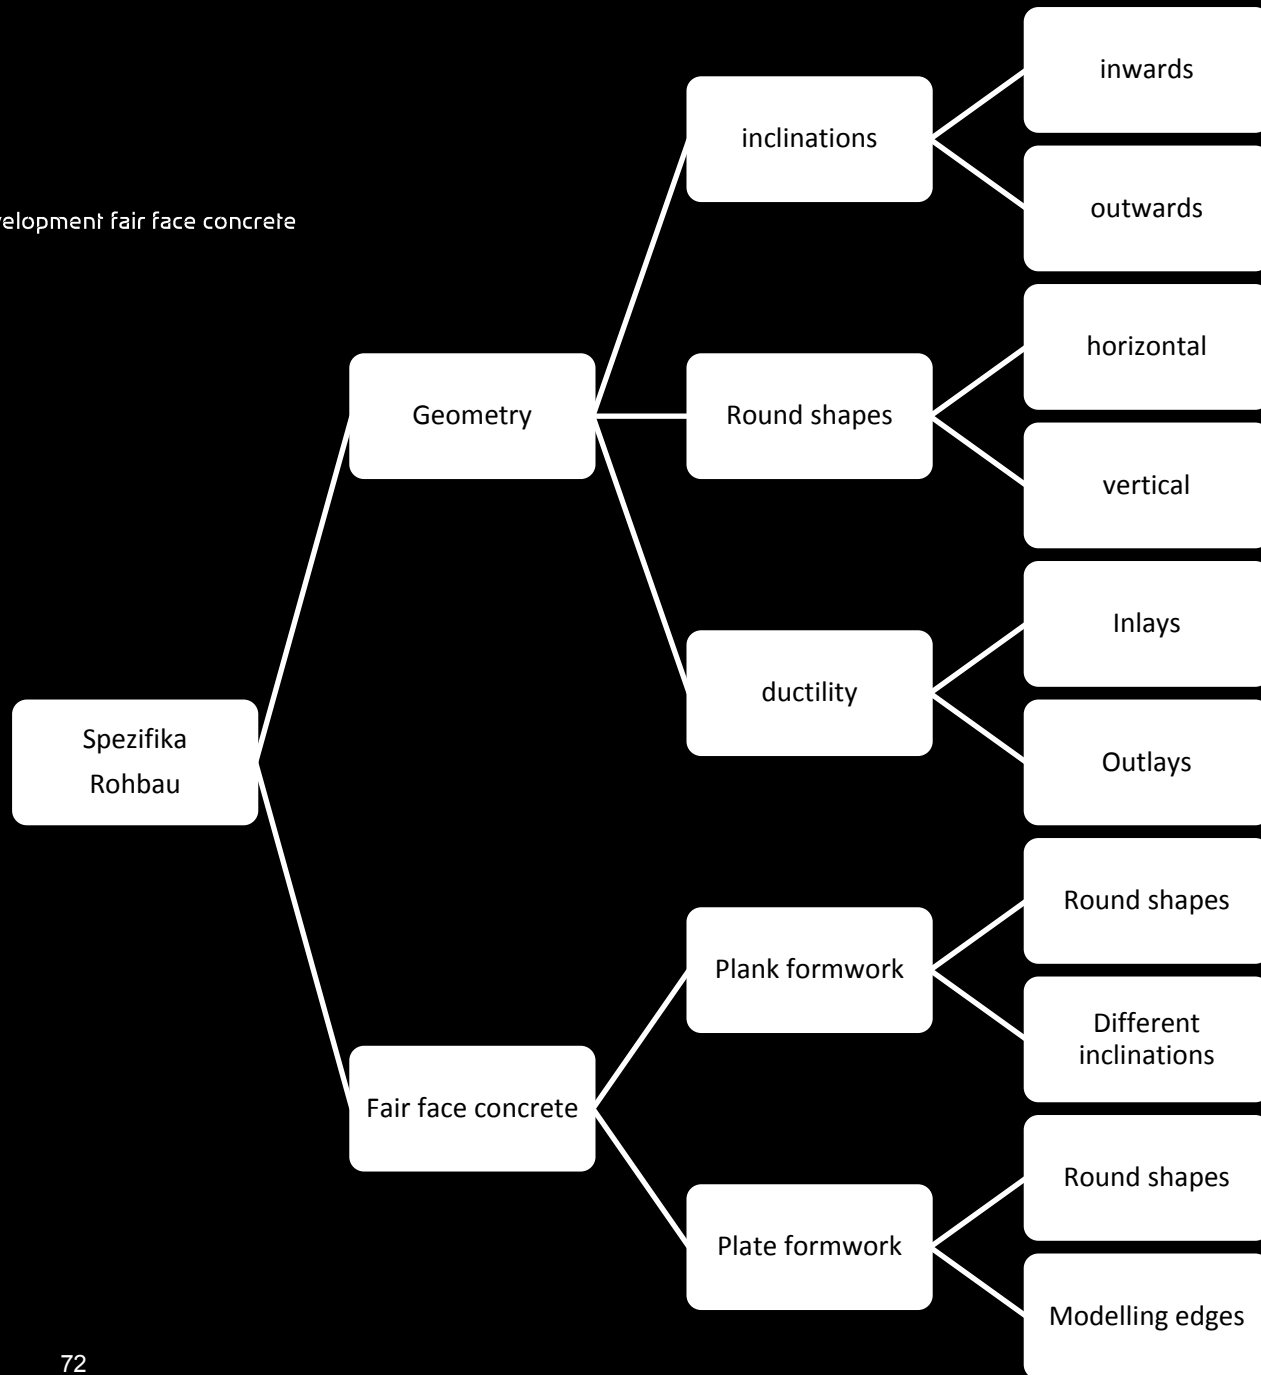 inwards
inclinations
outwards
velopment fair face concrete
horizontal
Geometry
Round shapes
vertical
Inlays
ductility
Outlays
Spezifika
Rohbau
Round shapes
Plank formwork
Different
inclinations
Fair face concrete
Round shapes
Plate formwork
Modelling edges
72